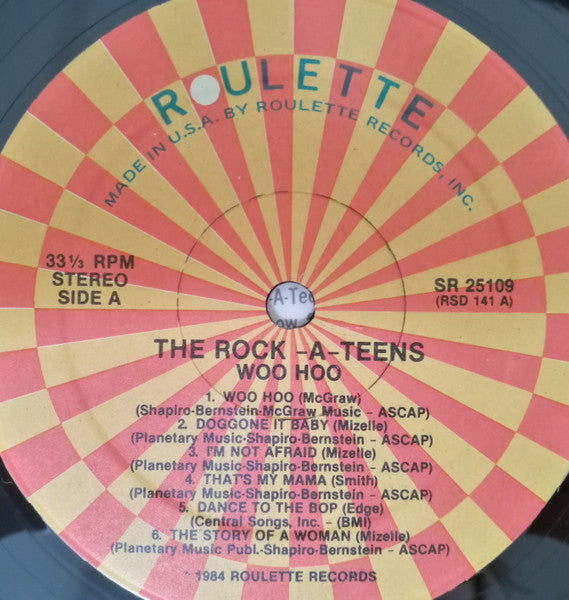 ROULETTE
MADE IN U.S.A. BY ROULETTE RECORDS, INC.
33⅓ RPM
STEREO
SIDE A
SR 25109
(RSD 141 A)
-A-Tee
ow
THE ROCK -A-TEENS
WOO HOO
1. WOO HOO (McGraw)
(Shapiro-Bernstein-McGraw Music - ASCAP)
2. DOGGONE IT BABY (Mizelle)
(Planetary Music-Shapiro-Bernstein - ASCAP)
3. I'M NOT AFRAID (Mizelle)
(Planetary Music-Shapiro-Bernstein - ASCAP)
4. THAT'S MY MAMA (Smith)
(Planetary Music-Shapiro-Bernstein - ASCAP)
5. DANCE TO THE BOP (Edge)
(Central Songs, Inc. - (BMI)
6. THE STORY OF A WOMAN (Mizelle)
(Planetary Music Publ.-Shapiro-Bernstein - ASCAP)
1984 ROULETTE RECORDS